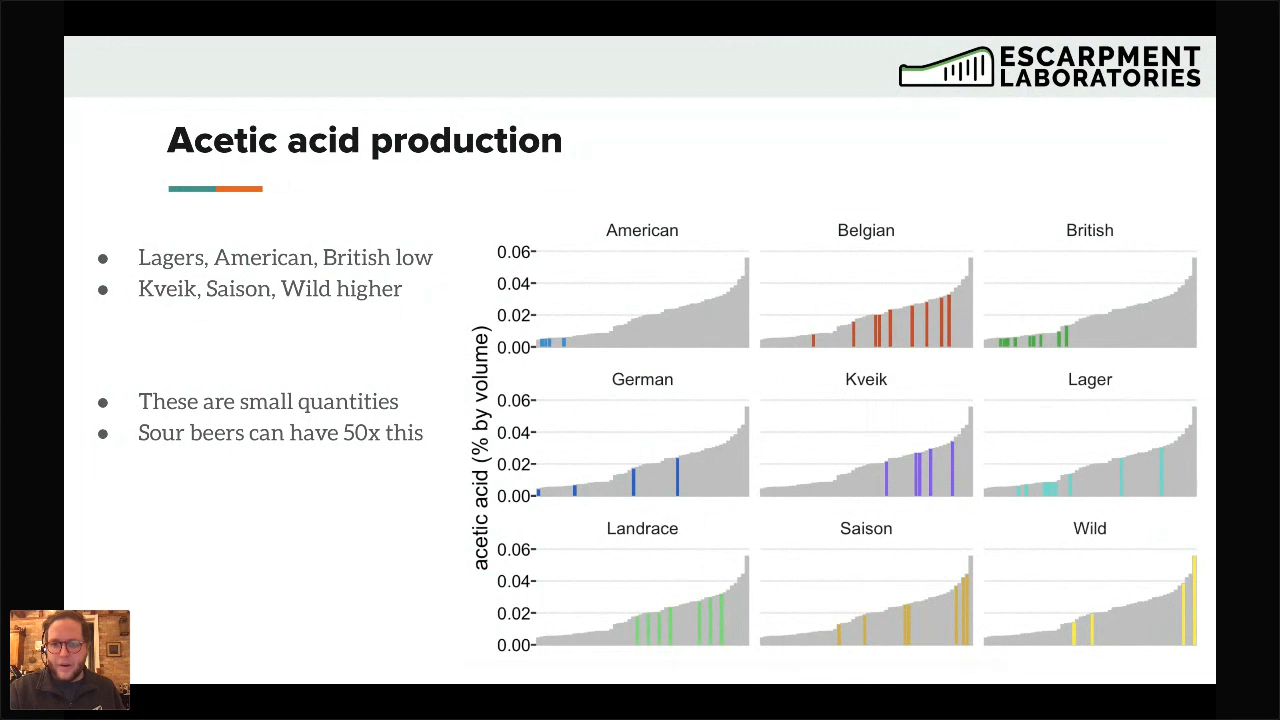 ESCARPMENT
LABORATORIES
Acetic acid production
● Lagers, American, British low
● Kveik, Saison, Wild higher
● These are small quantities
● Sour beers can have 50x this
acetic acid (% by volume)
American
Belgian
British
0.06
0.04
0.02
0.00
German
Kveik
Lager
0.06
0.04
0.02
0.00
Landrace
Saison
Wild
0.06
0.04
0.02
0.00